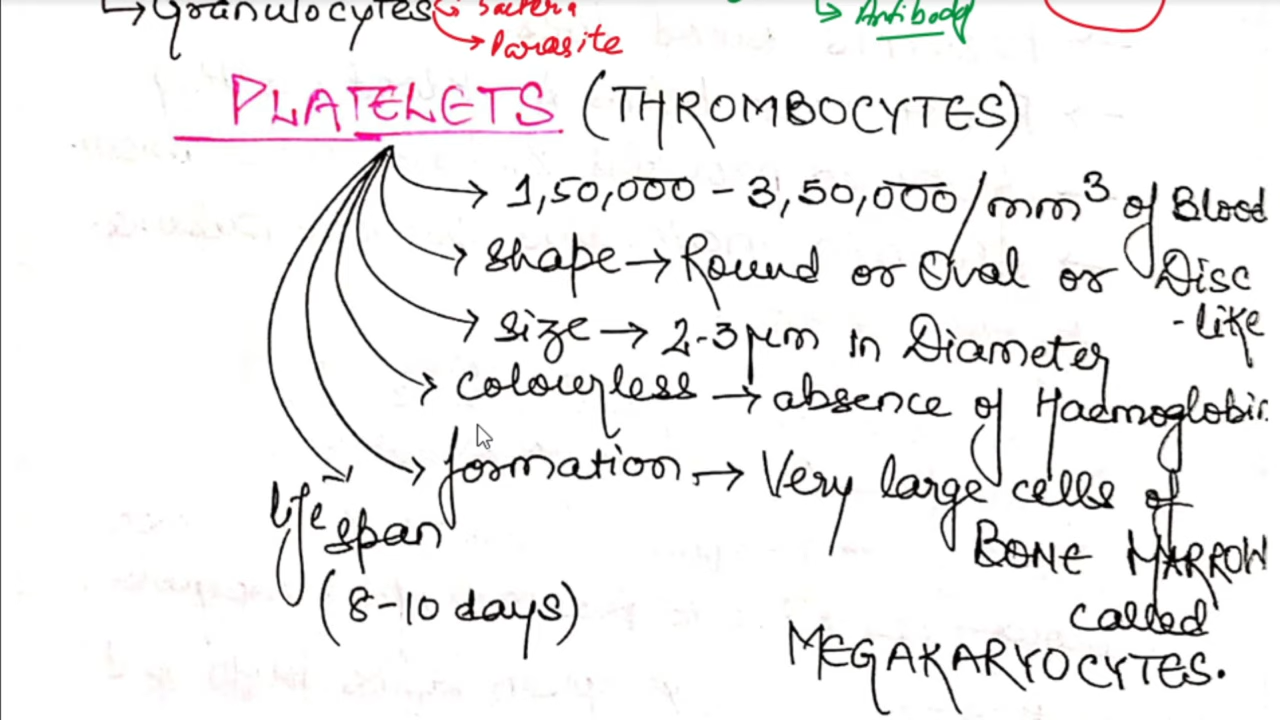 ↳ Granulocytes
Bacteria
→ Parasite
↳ Antibody
PLATELETS (THROMBOCYTES)
→ 1,50,000 - 3,50,000/mm³ of Blood
→ shape → Round or Oval or Disc
-like
→ size → 2-3 μm in Diameter
→ colourless → absence of Haemoglobin
→ formation → Very large cells of
BONE MARROW
called
MEGAKARYOCYTES.
life span
(8-10 days)